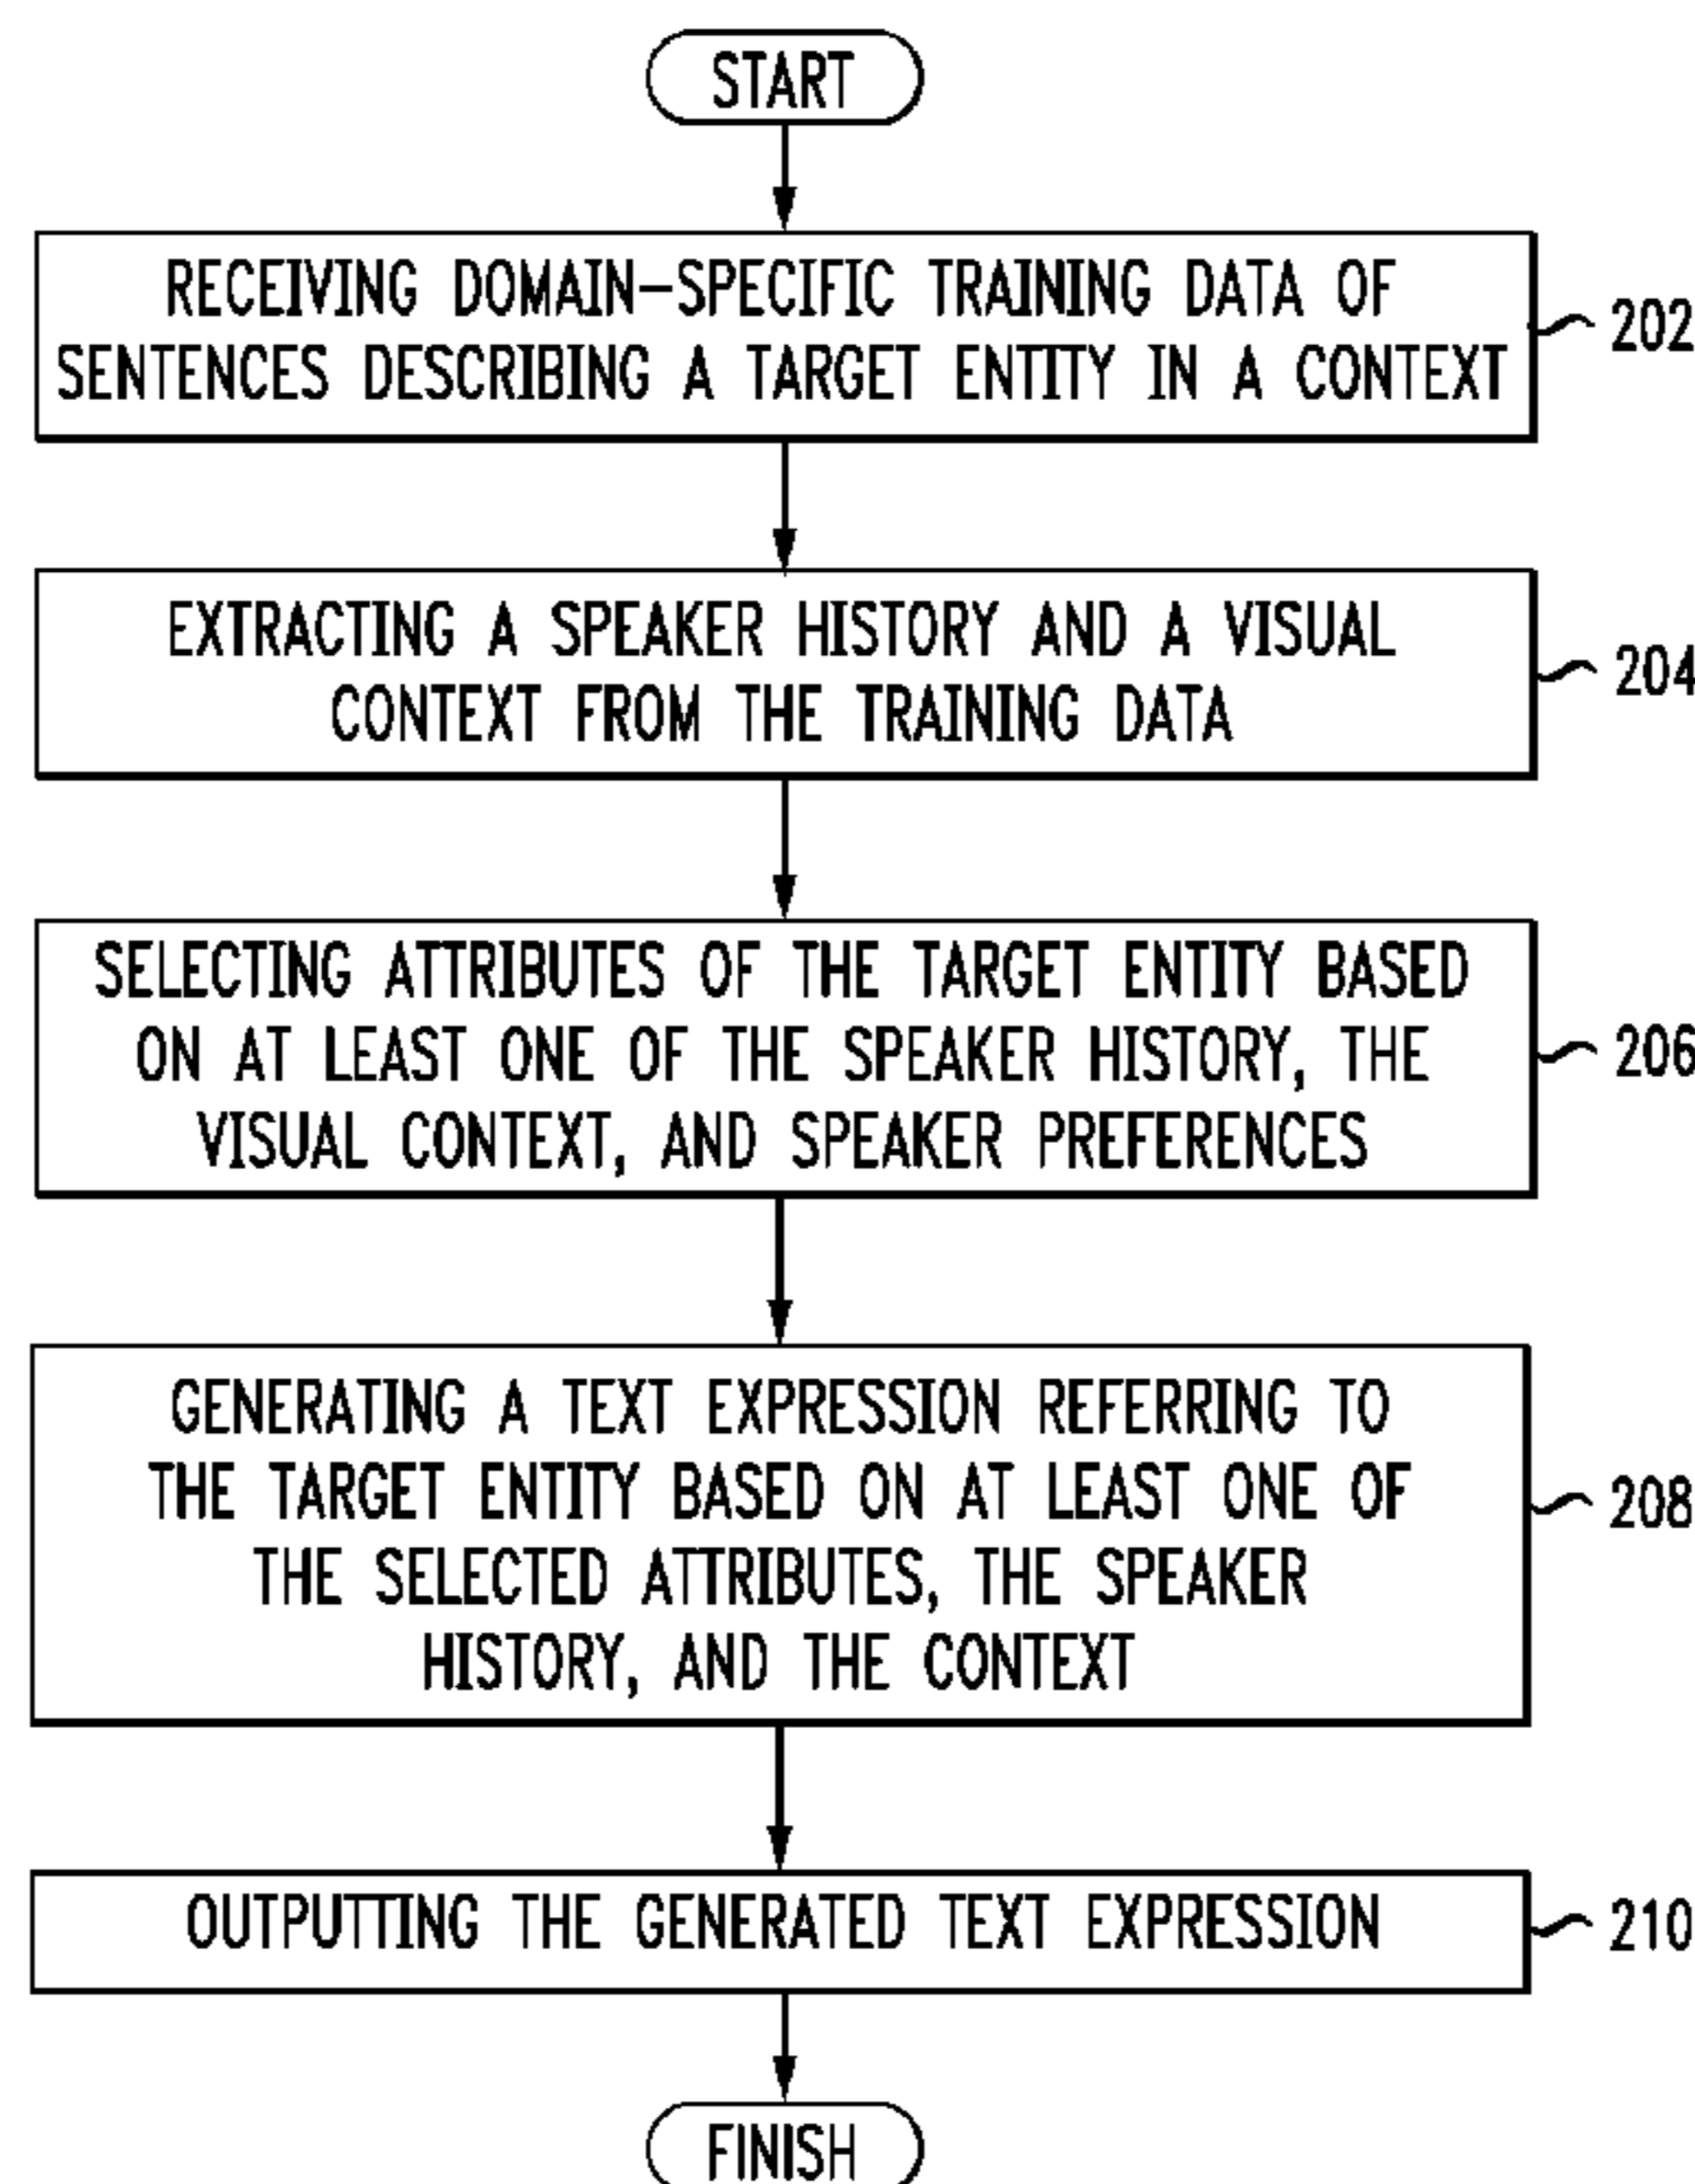 START
RECEIVING DOMAIN-SPECIFIC TRAINING DATA OF
SENTENCES DESCRIBING A TARGET ENTITY IN A CONTEXT
202
EXTRACTING A SPEAKER HISTORY AND A VISUAL
CONTEXT FROM THE TRAINING DATA
204
SELECTING ATTRIBUTES OF THE TARGET ENTITY BASED
ON AT LEAST ONE OF THE SPEAKER HISTORY, THE
VISUAL CONTEXT, AND SPEAKER PREFERENCES
206
GENERATING A TEXT EXPRESSION REFERRING TO
THE TARGET ENTITY BASED ON AT LEAST ONE OF
THE SELECTED ATTRIBUTES, THE SPEAKER
HISTORY, AND THE CONTEXT
208
OUTPUTTING THE GENERATED TEXT EXPRESSION
210
FINISH